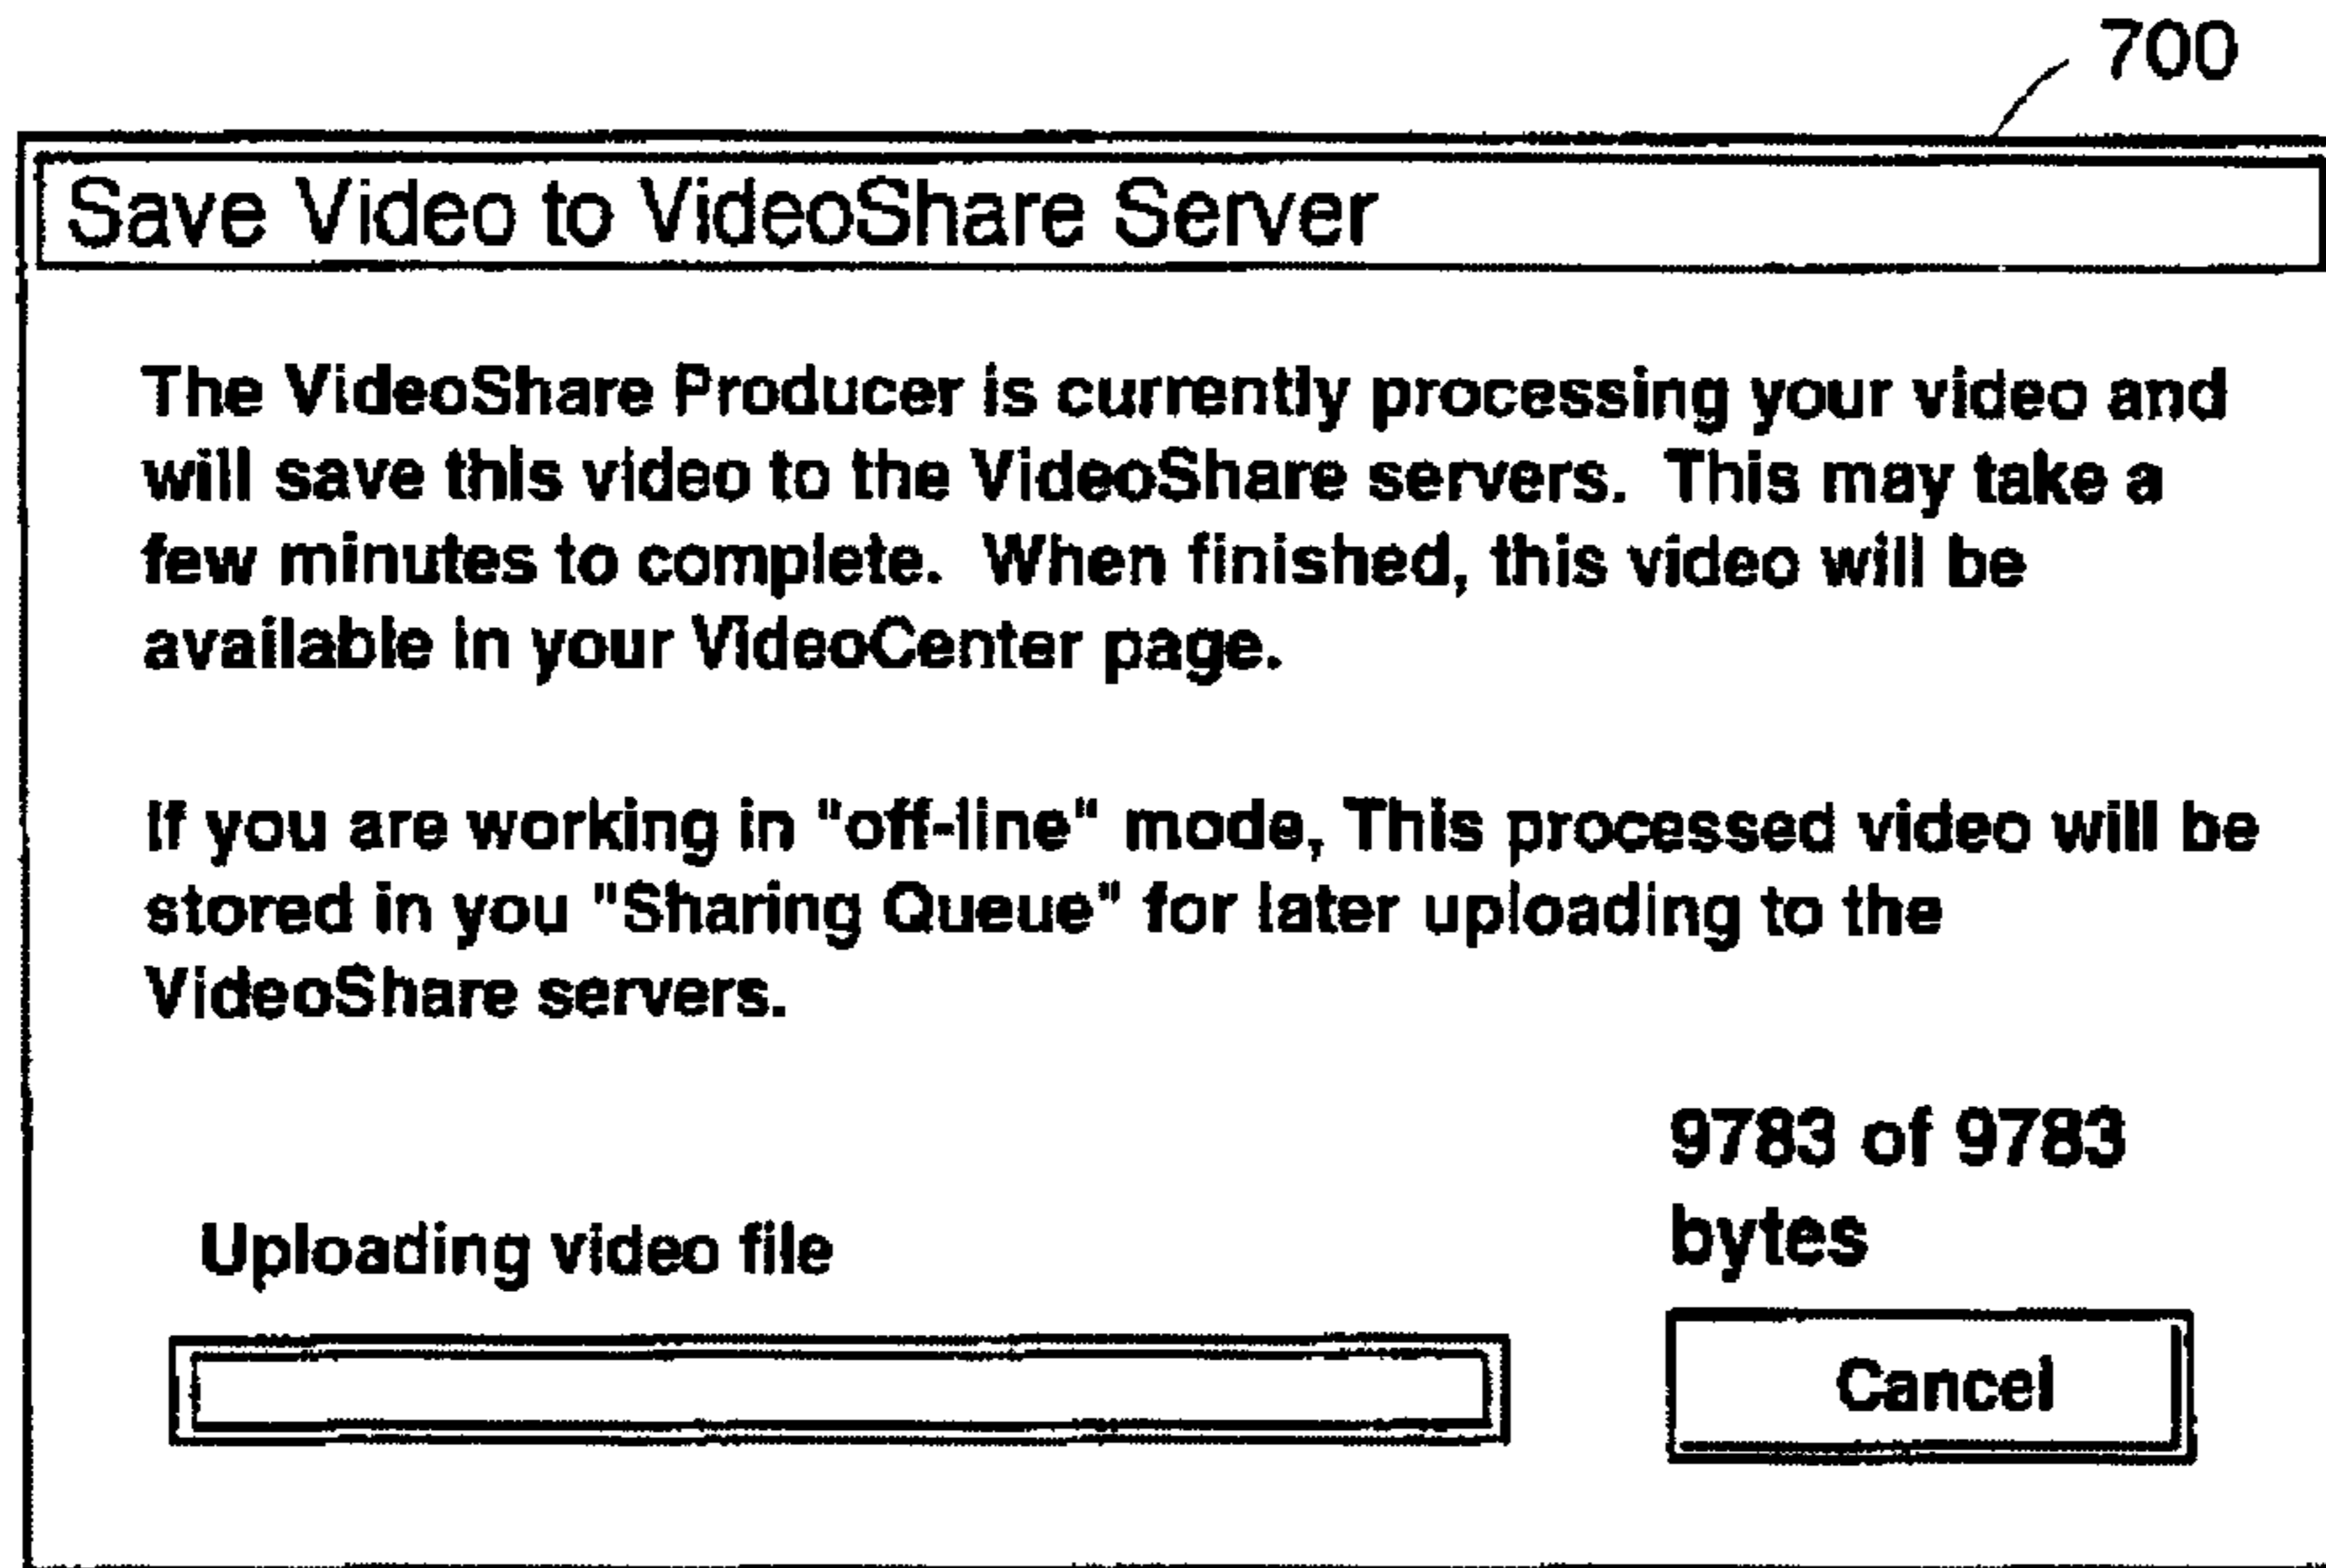 700
Save Video to VideoShare Server
The VideoShare Producer is currently processing your video and
will save this video to the VideoShare servers. This may take a
few minutes to complete. When finished, this video will be
available in your VideoCenter page.
If you are working in "off-line" mode, This processed video will be
stored in you "Sharing Queue" for later uploading to the
VideoShare servers.
9783 of 9783
bytes
Uploading video file
Cancel